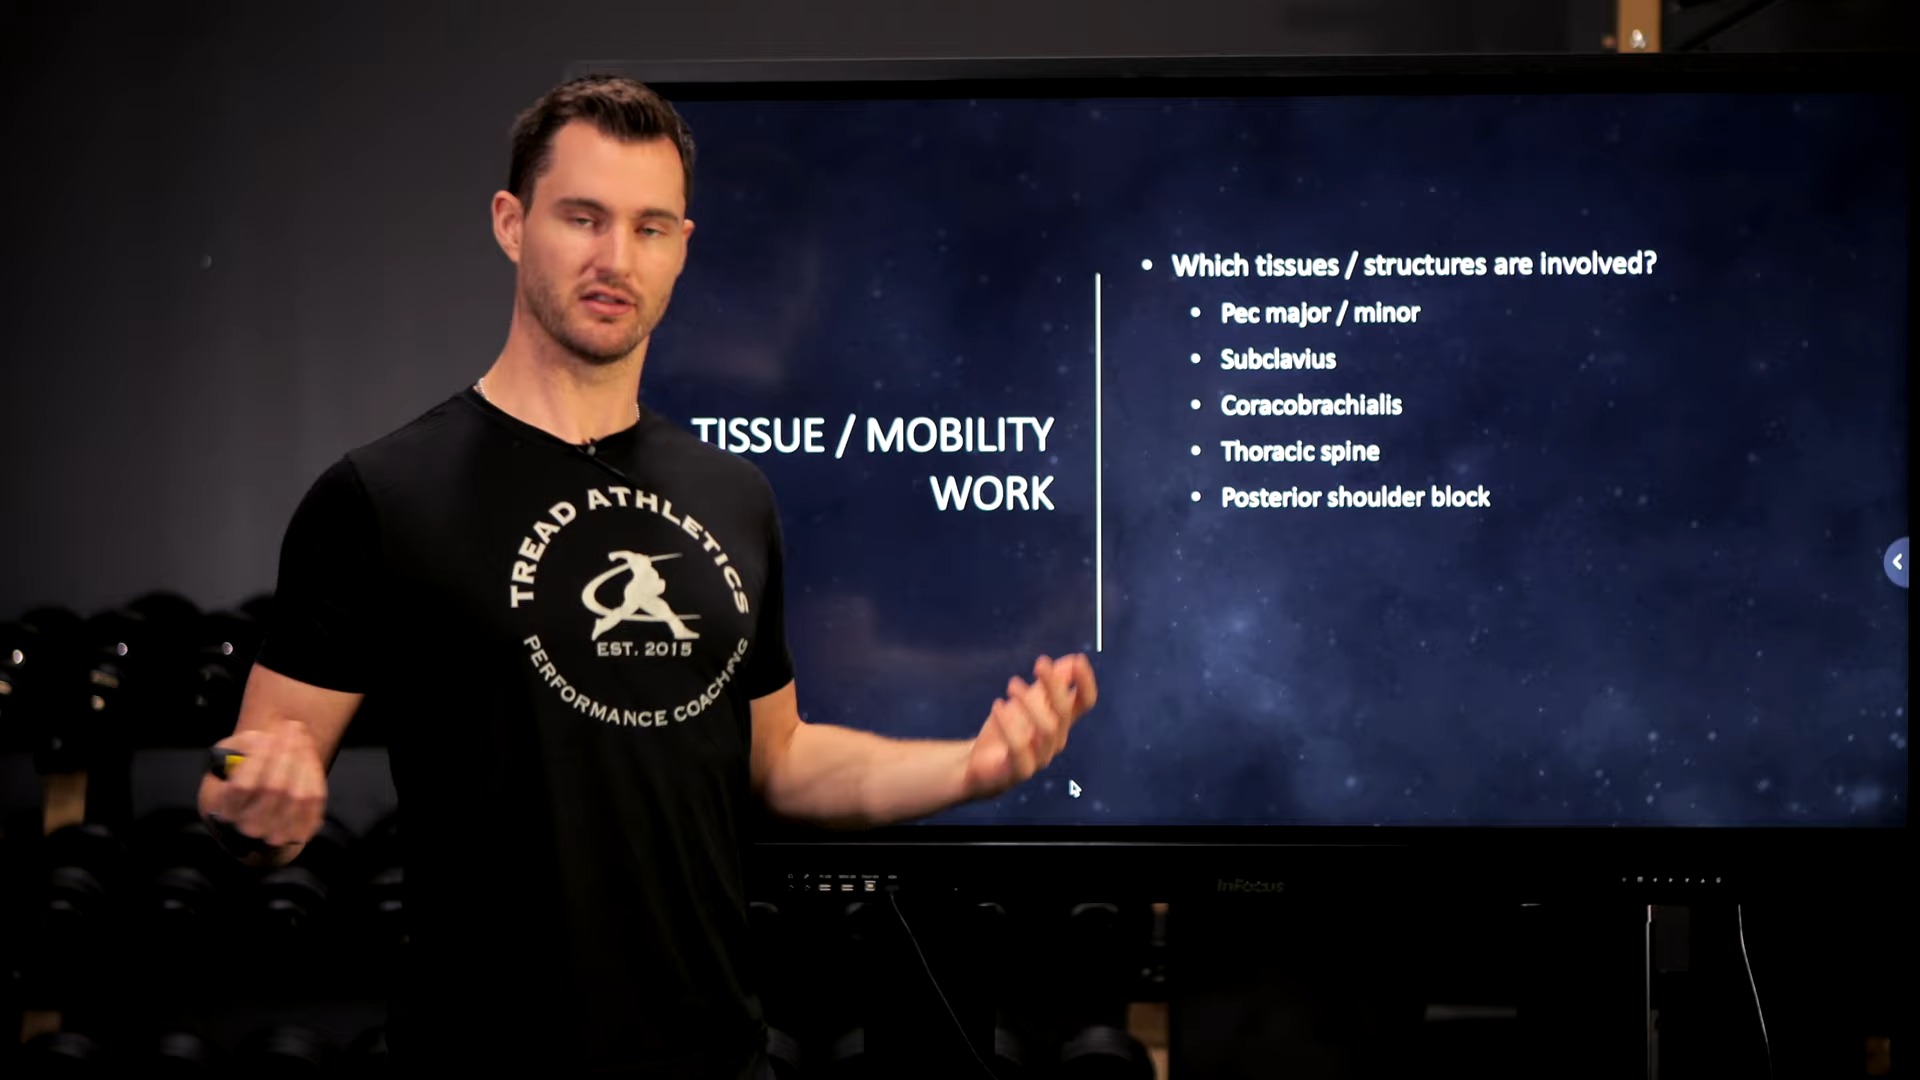 TISSUE / MOBILITY
WORK
• Which tissues / structures are involved?
• Pec major / minor
• Subclavius
• Coracobrachialis
• Thoracic spine
• Posterior shoulder block
TREAD ATHLETICS
EST. 2015
PERFORMANCE COACHING
InFocus